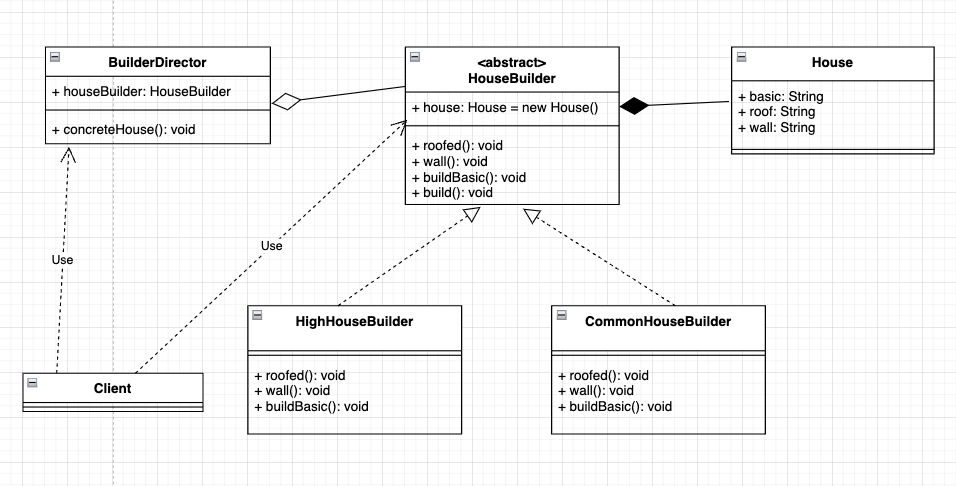 BuilderDirector
+ houseBuilder: HouseBuilder
+ concreteHouse(): void
<abstract>
HouseBuilder
+ house: House = new House()
+ roofed(): void
+ wall(): void
+ buildBasic(): void
+ build(): void
House
+ basic: String
+ roof: String
+ wall: String
Use
Use
HighHouseBuilder
+ roofed(): void
+ wall(): void
+ buildBasic(): void
CommonHouseBuilder
+ roofed(): void
+ wall(): void
+ buildBasic(): void
Client